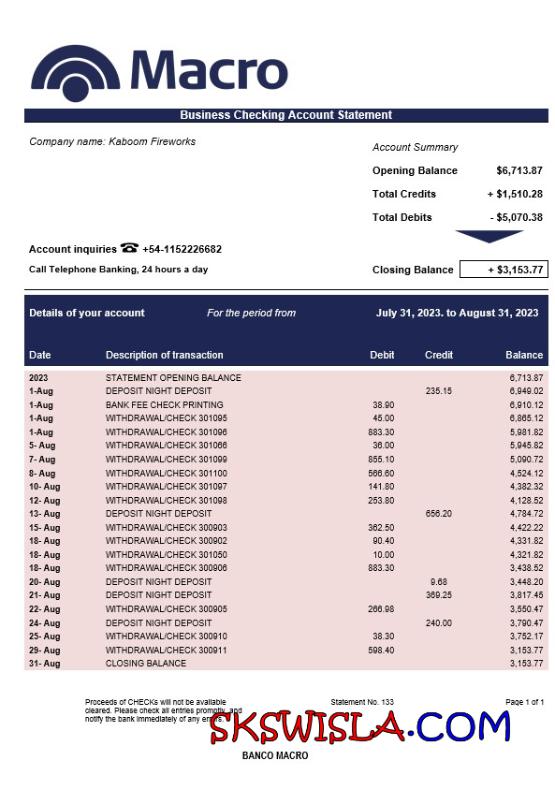 Macro
Business Checking Account Statement
Company name: Kaboom Fireworks
Account Summary
Opening Balance $6,713.87
Total Credits + $1,510.28
Total Debits - $5,070.38
Account inquiries ☎ +54-1152226682
Call Telephone Banking, 24 hours a day
Closing Balance + $3,153.77
Details of your account For the period from July 31, 2023. to August 31, 2023
Date Description of transaction Debit Credit Balance
2023 STATEMENT OPENING BALANCE 6,713.87
1-Aug DEPOSIT NIGHT DEPOSIT 235.15 6,949.02
1-Aug BANK FEE CHECK PRINTING 38.90 6,910.12
1-Aug WITHDRAWAL/CHECK 301095 45.00 6,865.12
1-Aug WITHDRAWAL/CHECK 301096 883.30 5,981.82
5- Aug WITHDRAWAL/CHECK 301066 36.00 5,945.82
7- Aug WITHDRAWAL/CHECK 301099 855.10 5,090.72
8- Aug WITHDRAWAL/CHECK 301100 566.60 4,524.12
10- Aug WITHDRAWAL/CHECK 301097 141.80 4,382.32
12- Aug WITHDRAWAL/CHECK 301098 253.80 4,128.52
13- Aug DEPOSIT NIGHT DEPOSIT 656.20 4,784.72
15- Aug WITHDRAWAL/CHECK 300903 362.50 4,422.22
18- Aug WITHDRAWAL/CHECK 300902 90.40 4,331.82
18- Aug WITHDRAWAL/CHECK 301050 10.00 4,321.82
18- Aug WITHDRAWAL/CHECK 300906 883.30 3,438.52
20- Aug DEPOSIT NIGHT DEPOSIT 9.68 3,448.20
21- Aug DEPOSIT NIGHT DEPOSIT 369.25 3,817.45
22- Aug WITHDRAWAL/CHECK 300905 266.98 3,550.47
24- Aug DEPOSIT NIGHT DEPOSIT 240.00 3,790.47
25- Aug WITHDRAWAL/CHECK 300910 38.30 3,752.17
29- Aug WITHDRAWAL/CHECK 300911 598.40 3,153.77
31- Aug CLOSING BALANCE 3,153.77
Proceeds of CHECKs will not be available Statement No. 133 Page 1 of 1
cleared. Please check all entries promptly, and
notify the bank immediately of any
SKSWISLA.COM
BANCO MACRO